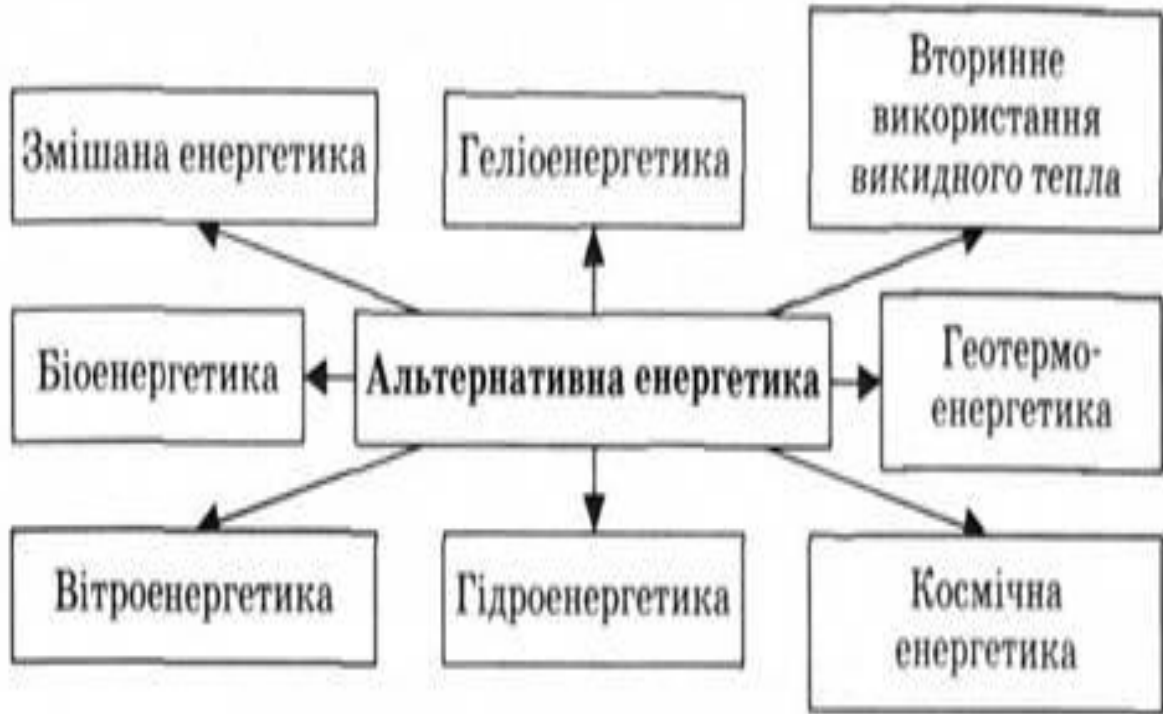 Змішана енергетика
Геліоенергетика
Вторинне
використання
викидного тепла
Біоенергетика
Альтернативна енергетика
Геотермо-
енергетика
Вітроенергетика
Гідроенергетика
Космічна
енергетика